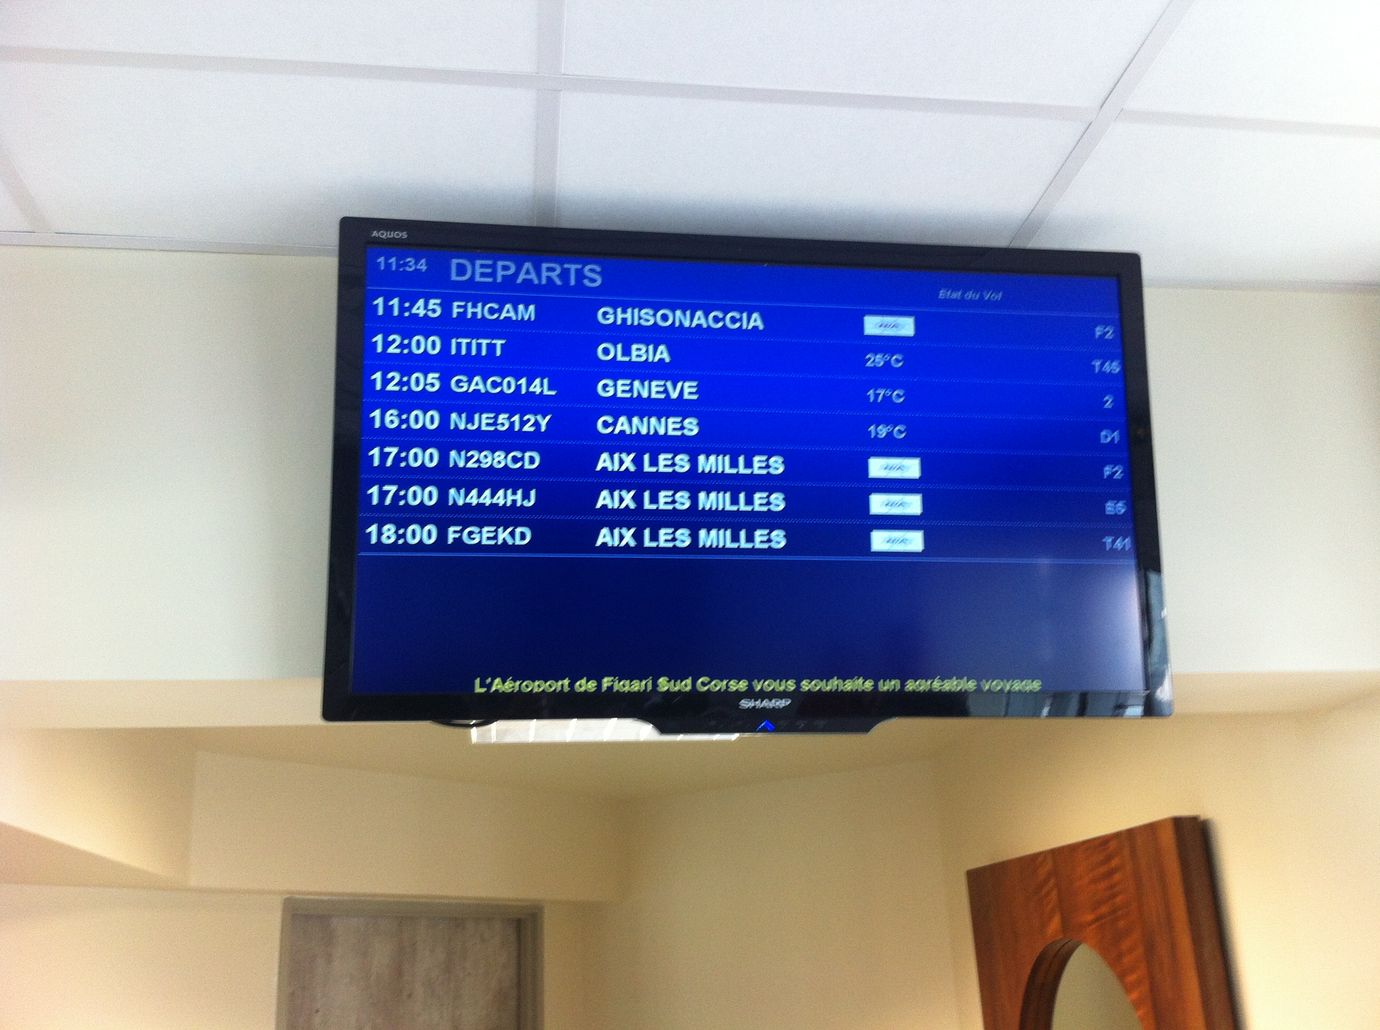 AQUOS
11:34 DEPARTS
Etat du Vol
11:45 FHCAM GHISONACCIA F2
12:00 ITITT OLBIA 25°C T45
12:05 GAC014L GENEVE 17°C 2
16:00 NJE512Y CANNES 19°C D1
17:00 N298CD AIX LES MILLES F2
17:00 N444HJ AIX LES MILLES
18:00 FGEKD AIX LES MILLES T41
L'Aéroport de Figari Sud Corse vous souhaite un agréable voyage
SHARP